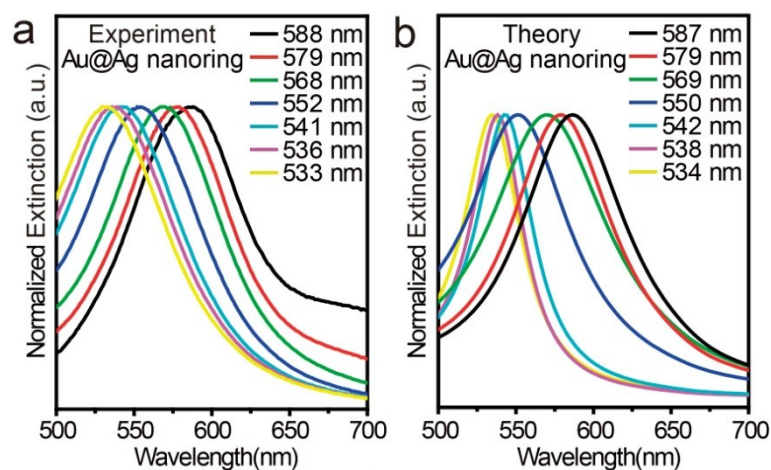 a
Experiment
Au@Ag nanoring
588 nm
579 nm
568 nm
552 nm
541 nm
536 nm
533 nm
Normalized Extinction (a.u.)
500 550 600 650 700
Wavelength(nm)
b
Theory
Au@Ag nanoring
587 nm
579 nm
569 nm
550 nm
542 nm
538 nm
534 nm
Normalized Extinction (a.u.)
500 550 600 650 700
Wavelength(nm)